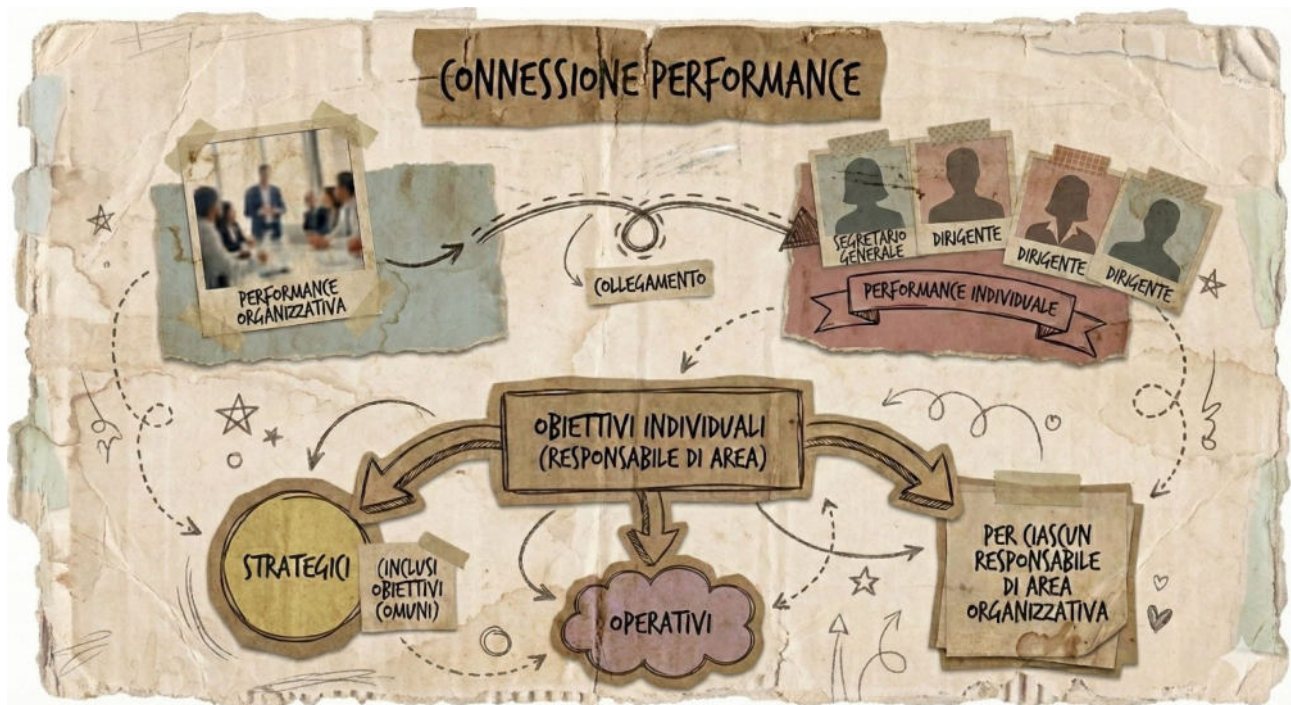 CONNESSIONE PERFORMANCE
PERFORMANCE
ORGANIZZATIVA
COLLEGAMENTO
SEGRETARIO
GENERALE
DIRIGENTE
DIRIGENTE
DIRIGENTE
PERFORMANCE INDIVIDUALE
OBIETTIVI INDIVIDUALI
(RESPONSABILE DI AREA)
STRATEGICI
(INCLUSI
OBIETTIVI
COMUNI)
OPERATIVI
PER CIASCUN
RESPONSABILE
DI AREA
ORGANIZZATIVA